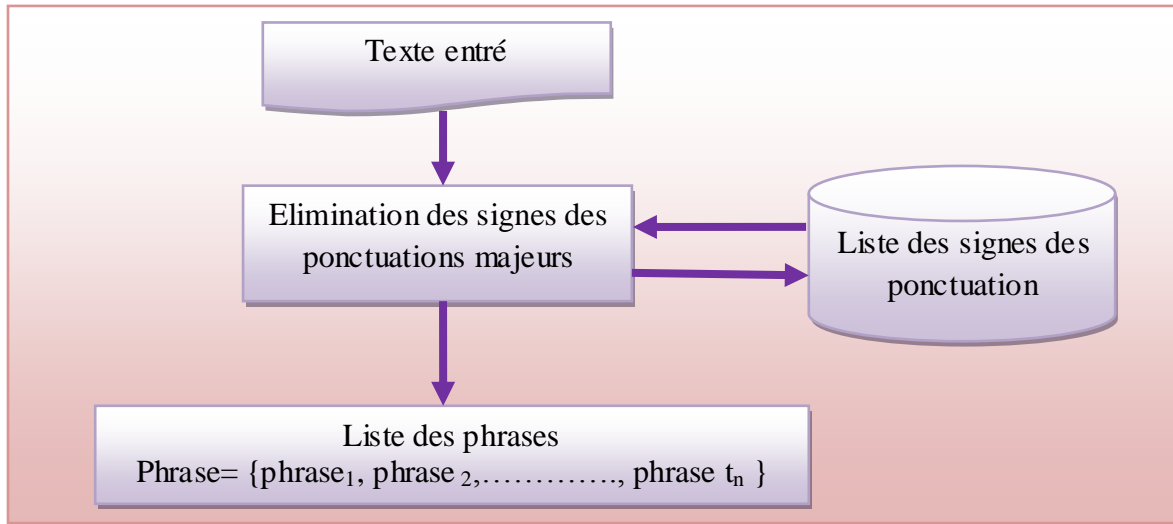 Texte entré
Elimination des signes des
ponctuations majeurs
Liste des signes des
ponctuation
Liste des phrases
Phrase= {phrase₁, phrase ₂,…………., phrase tₙ }